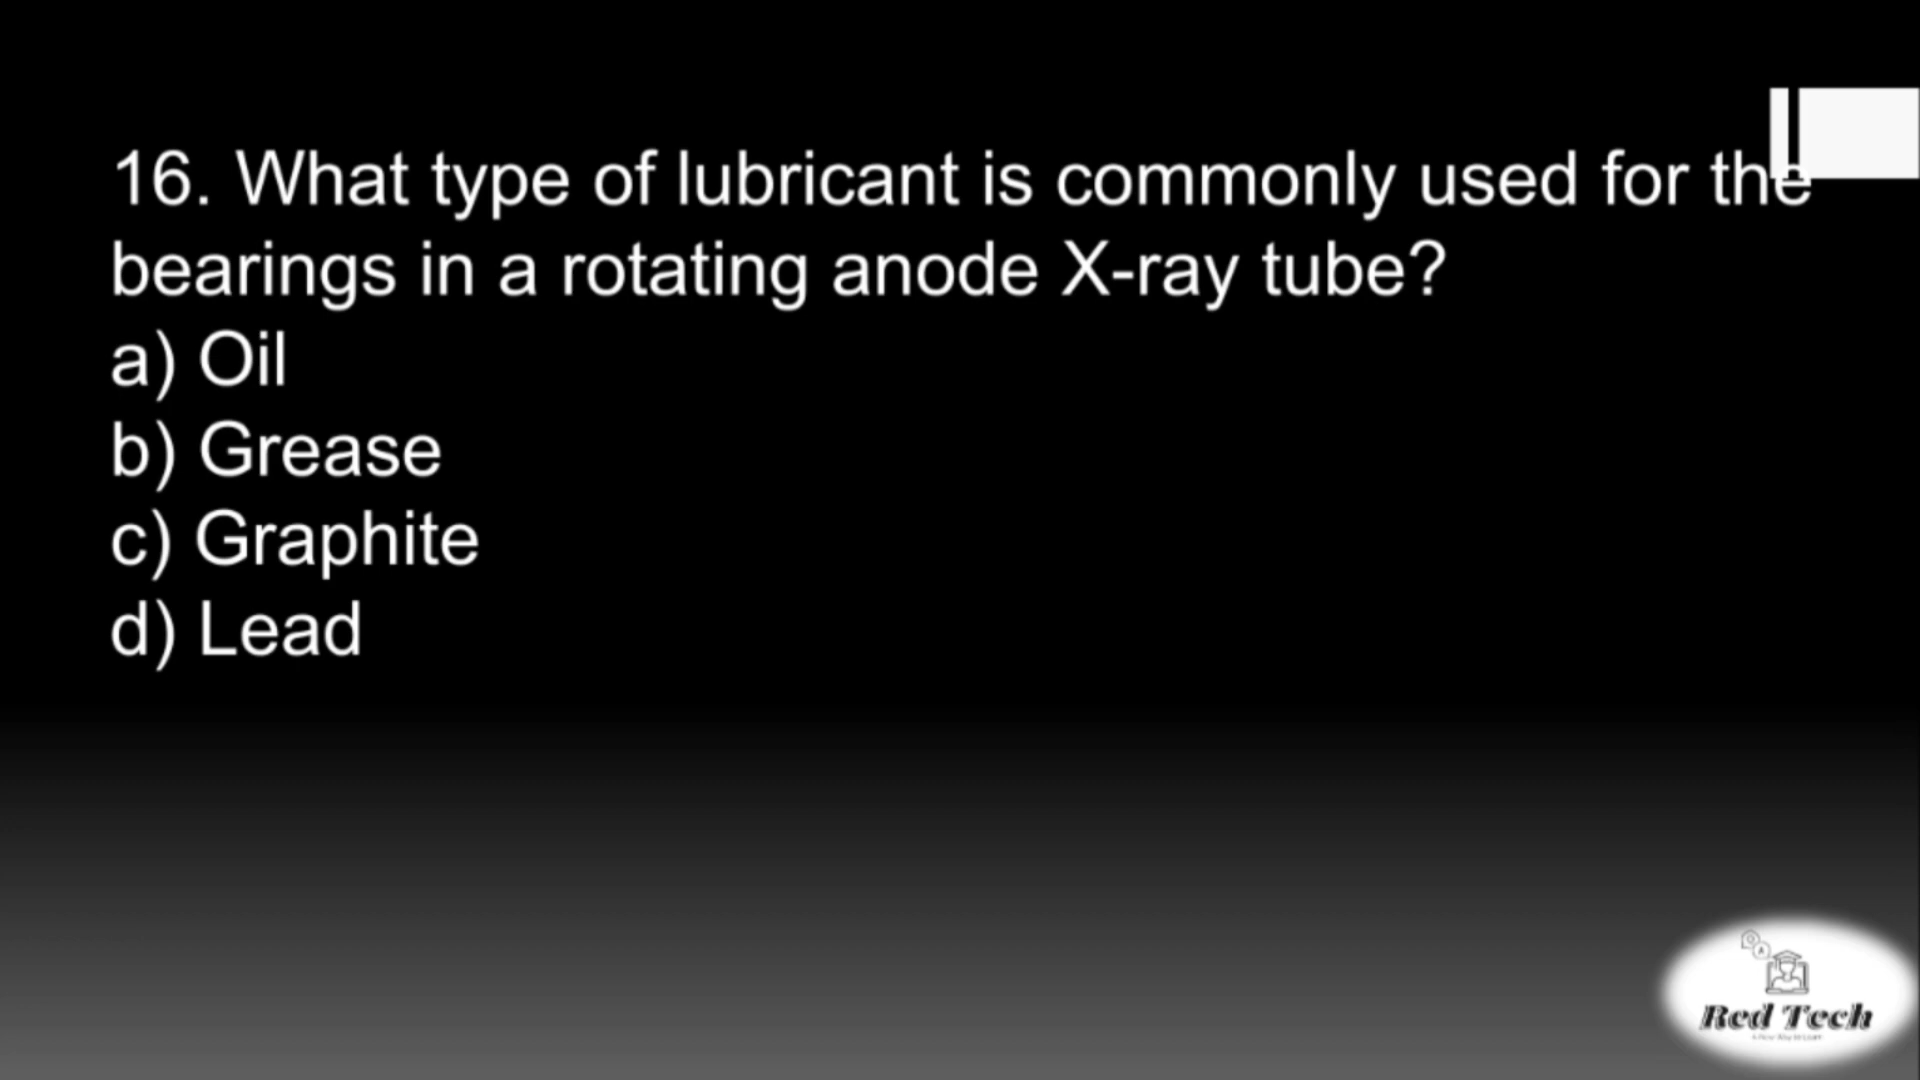 16. What type of lubricant is commonly used for the
bearings in a rotating anode X-ray tube?
a) Oil
b) Grease
c) Graphite
d) Lead
Q
A
Red Tech